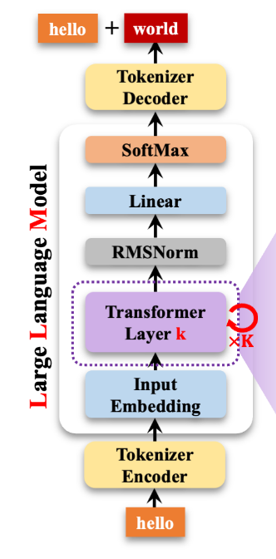 hello + world
Tokenizer
Decoder
SoftMax
Linear
RMSNorm
Transformer
Layer k
×K
Input
Embedding
Tokenizer
Encoder
hello
Large Language Model